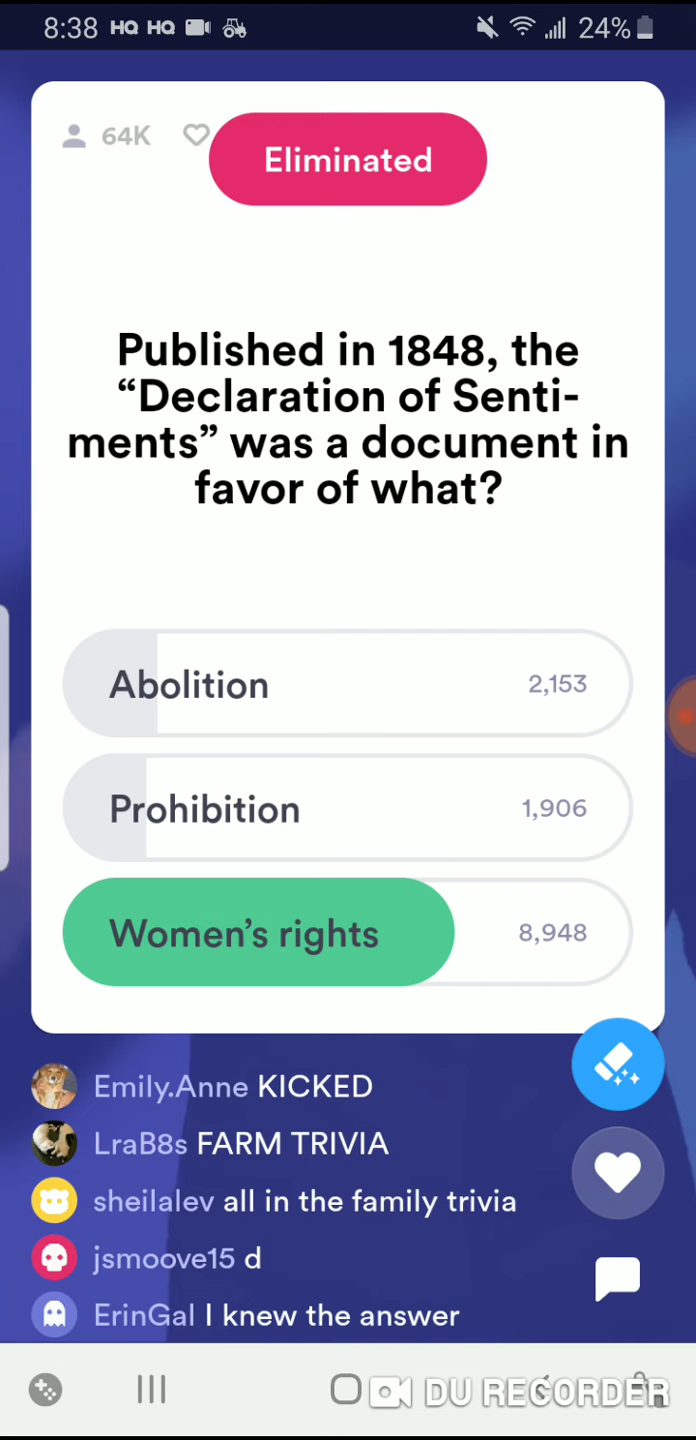 8:38 HQ HQ 24%
64K
Eliminated
Published in 1848, the
“Declaration of Senti-
ments” was a document in
favor of what?
Abolition 2,153
Prohibition 1,906
Women’s rights 8,948
Emily.Anne KICKED
LraB8s FARM TRIVIA
sheilalev all in the family trivia
jsmoove15 d
ErinGal I knew the answer
DU RECORDER